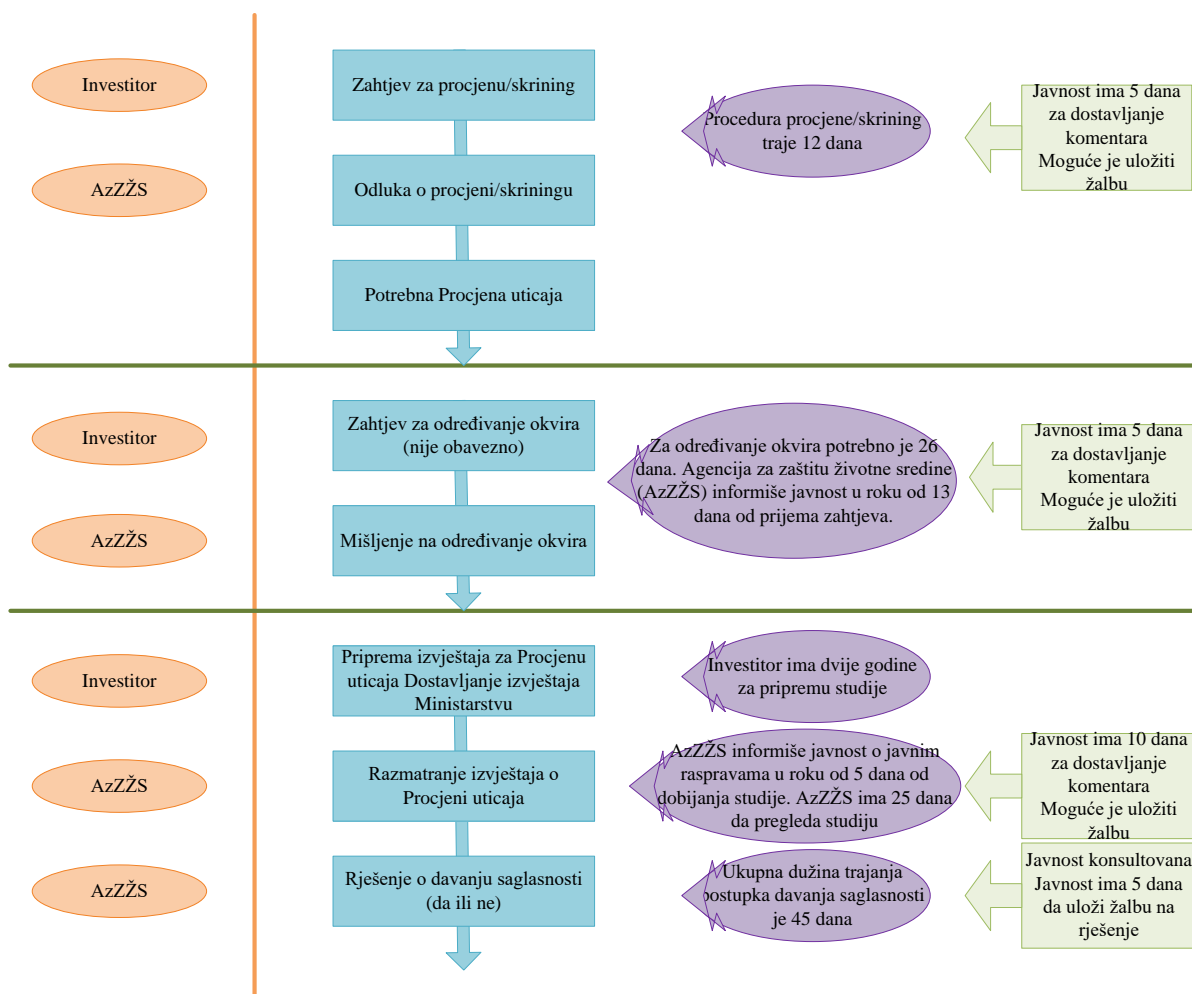 Investitor
Zahtjev za procjenu/skrining
Procedura procjene/skrining
traje 12 dana
Javnost ima 5 dana
za dostavljanje
komentara
Moguće je uložiti
žalbu
AzZŽS
Odluka o procjeni/skriningu
Potrebna Procjena uticaja
Investitor
Zahtjev za određivanje okvira
(nije obavezno)
Za određivanje okvira potrebno je 26
dana. Agencija za zaštitu životne sredine
(AzZŽS) informiše javnost u roku od 13
dana od prijema zahtjeva.
Javnost ima 5 dana
za dostavljanje
komentara
Moguće je uložiti
žalbu
AzZŽS
Mišljenje na određivanje okvira
Investitor
Priprema izvještaja za Procjenu
uticaja Dostavljanje izvještaja
Ministarstvu
Investitor ima dvije godine
za pripremu studije
AzZŽS
Razmatranje izvještaja o
Procjeni uticaja
AzZŽS informiše javnost o javnim
raspravama u roku od 5 dana od
dobijanja studije. AzZŽS ima 25 dana
da pregleda studiju
Javnost ima 10 dana
za dostavljanje
komentara
Moguće je uložiti
žalbu
AzZŽS
Rješenje o davanju saglasnosti
(da ili ne)
Ukupna dužina trajanja
postupka davanja saglasnosti
je 45 dana
Javnost konsultovana
Javnost ima 5 dana
da uloži žalbu na
rješenje